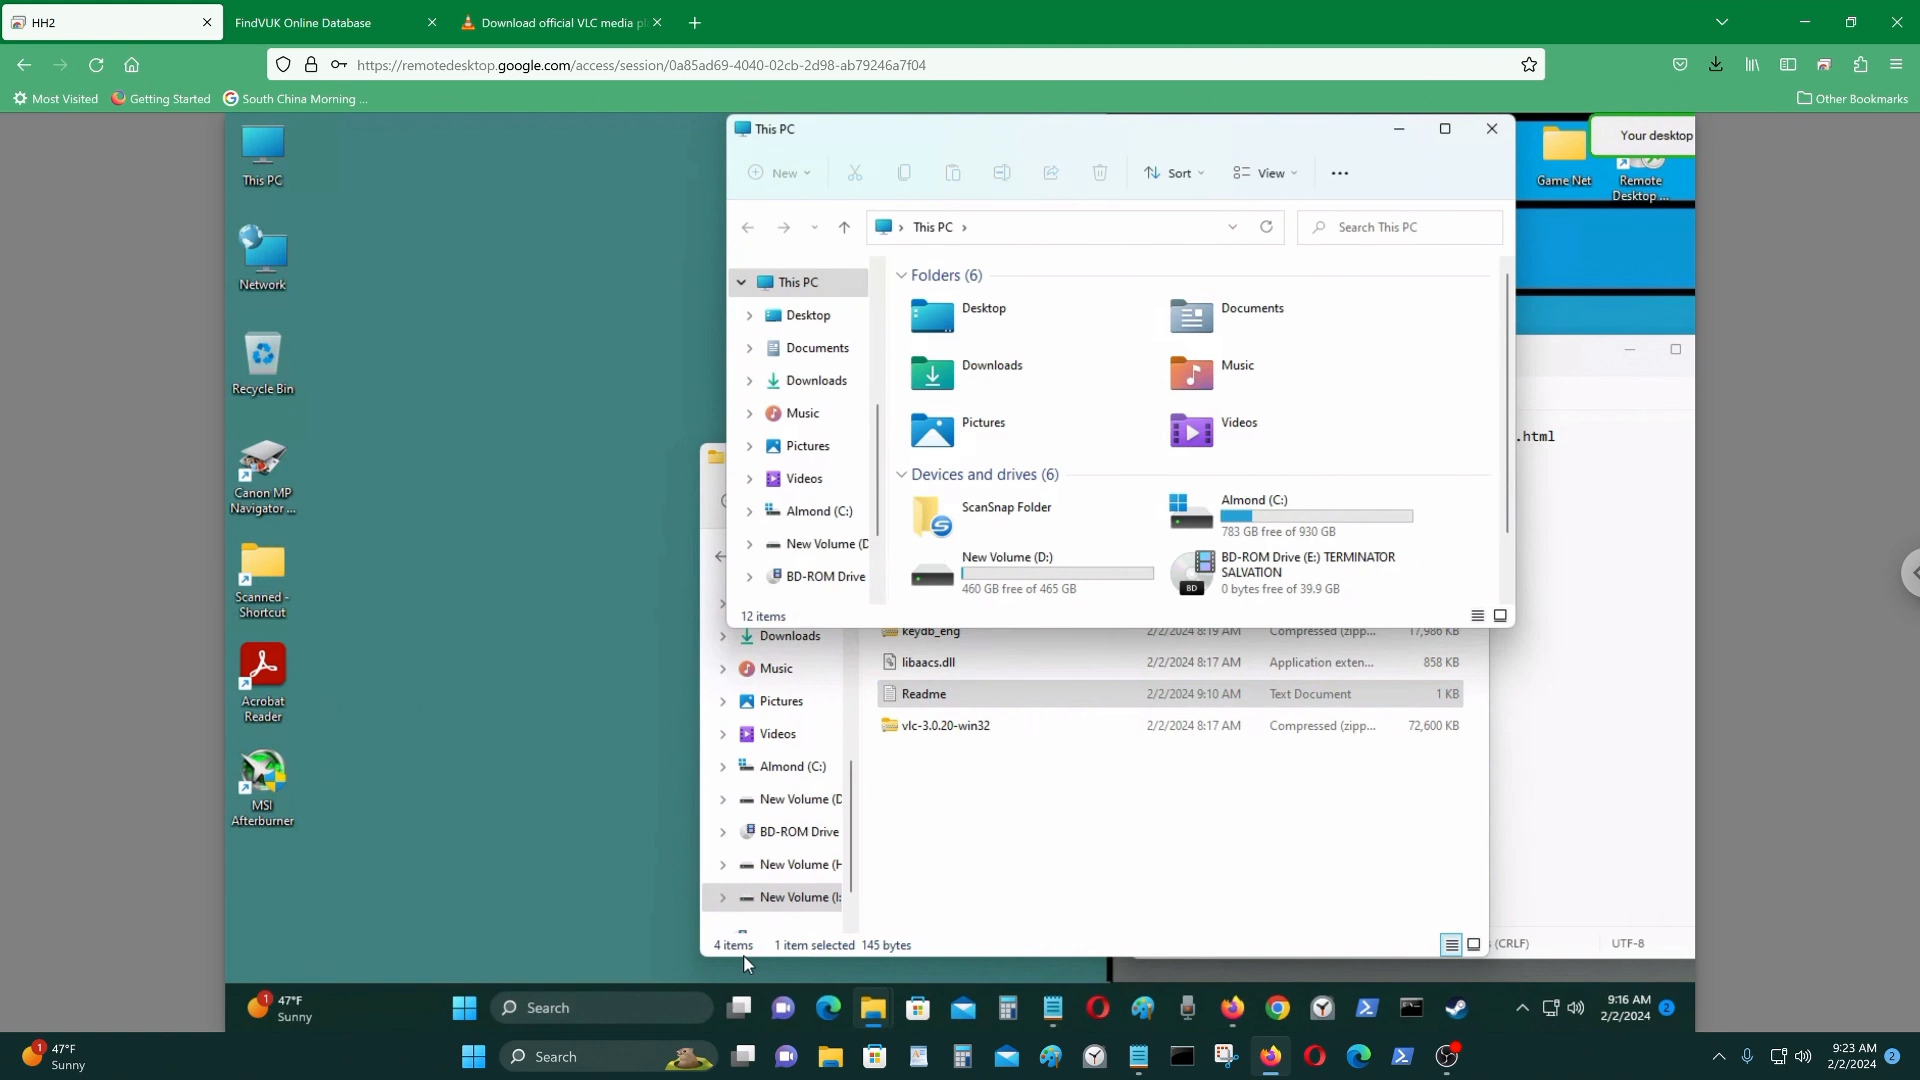 HH2
FindVUK Online Database
Download official VLC media pl
https://remotedesktop.google.com/access/session/0a85ad69-4040-02cb-2d98-ab79246a7f04
Most Visited
Getting Started
South China Morning ...
Other Bookmarks
This PC
Network
Recycle Bin
Canon MP
Navigator ...
Scanned -
Shortcut
Acrobat
Reader
MSI
Afterburner
This PC
New
Sort
View
This PC
Search This PC
This PC
Desktop
Documents
Downloads
Music
Pictures
Videos
Almond (C:)
New Volume (D
BD-ROM Drive
Folders (6)
Desktop
Documents
Downloads
Music
Pictures
Videos
Devices and drives (6)
ScanSnap Folder
Almond (C:)
783 GB free of 930 GB
New Volume (D:)
460 GB free of 465 GB
BD-ROM Drive (E:) TERMINATOR
SALVATION
0 bytes free of 39.9 GB
BD
12 items
Game Net
Remote
Desktop ...
Your desktop
.html
Downloads
Music
Pictures
Videos
Almond (C:)
New Volume (D
BD-ROM Drive
New Volume (H
New Volume (I:
keydb_eng 2/2/2024 8:19 AM Compressed (zipp... 17,986 KB
libaacs.dll 2/2/2024 8:17 AM Application exten... 858 KB
Readme 2/2/2024 9:10 AM Text Document 1 KB
vlc-3.0.20-win32 2/2/2024 8:17 AM Compressed (zipp... 72,600 KB
4 items 1 item selected 145 bytes
(CRLF)
UTF-8
1
47°F
Sunny
Search
9:16 AM
2/2/2024
2
1
47°F
Sunny
Search
9:23 AM
2/2/2024
2